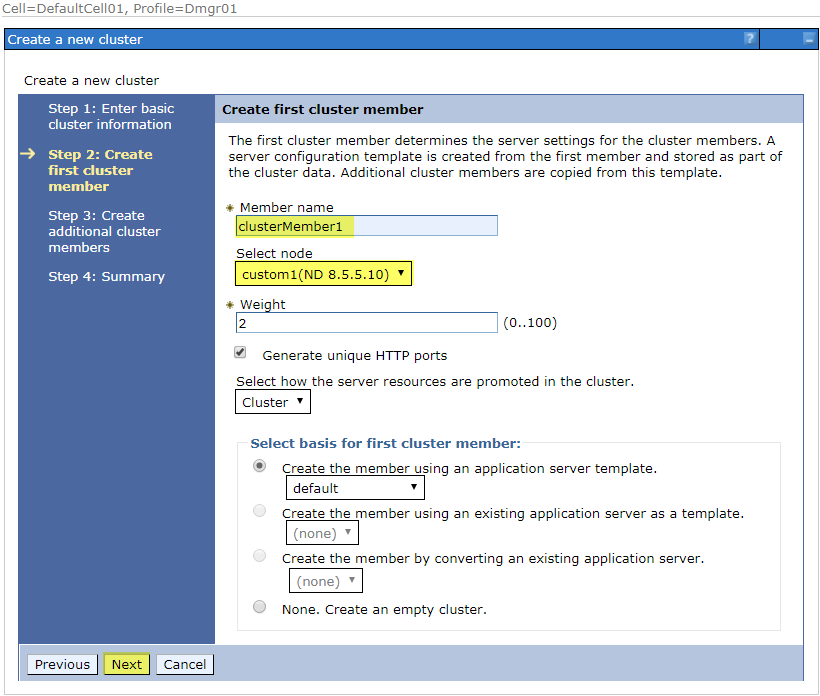 Cell=DefaultCell01, Profile=Dmgr01
Create a new cluster
?
Create a new cluster
Step 1: Enter basic
cluster information
Step 2: Create
first cluster
member
Step 3: Create
additional cluster
members
Step 4: Summary
Create first cluster member
The first cluster member determines the server settings for the cluster members. A
server configuration template is created from the first member and stored as part of
the cluster data. Additional cluster members are copied from this template.
Member name
clusterMember1
Select node
custom1(ND 8.5.5.10)
Weight
2 (0..100)
Generate unique HTTP ports
Select how the server resources are promoted in the cluster.
Cluster
Select basis for first cluster member:
Create the member using an application server template.
default
Create the member using an existing application server as a template.
(none)
Create the member by converting an existing application server.
(none)
None. Create an empty cluster.
Previous Next Cancel